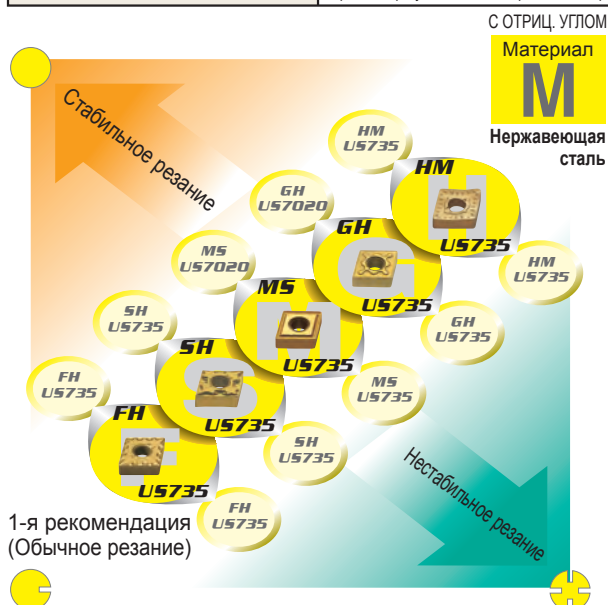 С ОТРИЦ. УГЛОМ
Материал
M
Нержавеющая
сталь
Стабильное резание
HM
US735
HM
US735
GH
US7020
GH
US735
HM
US735
MS
US7020
MS
US735
GH
US735
SH
US735
SH
US735
MS
US735
FH
US735
FH
US735
SH
US735
Нестабильное резание
FH
US735
1-я рекомендация
(Обычное резание)